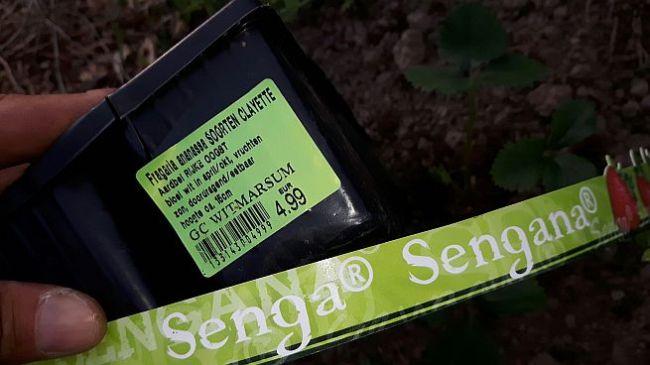 Fragaria ananassa SOORTEN CLAYETTE
Aardbei RIJKE OOGST
bloei wit in april/okt, vruchten
zon, doordragend/eetbaar
hoogte ca. 15cm
EUR
GC WITMARSUM 4.99
Senga® Sengana®